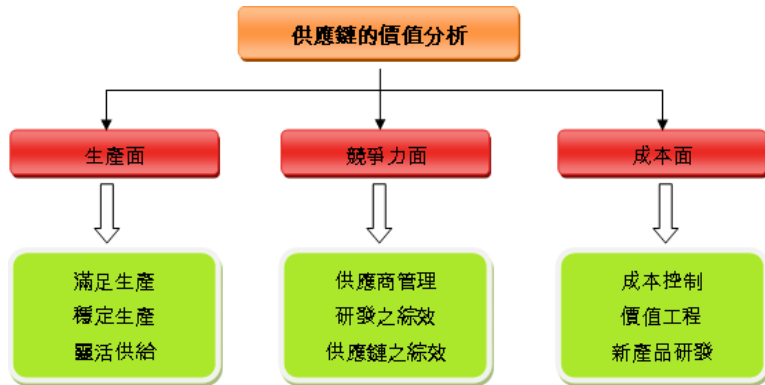 供應鏈的價值分析
生產面
競爭力面
成本面
滿足生產
穩定生產
靈活供給
供應商管理
研發之綜效
供應鏈之綜效
成本控制
價值工程
新產品研發